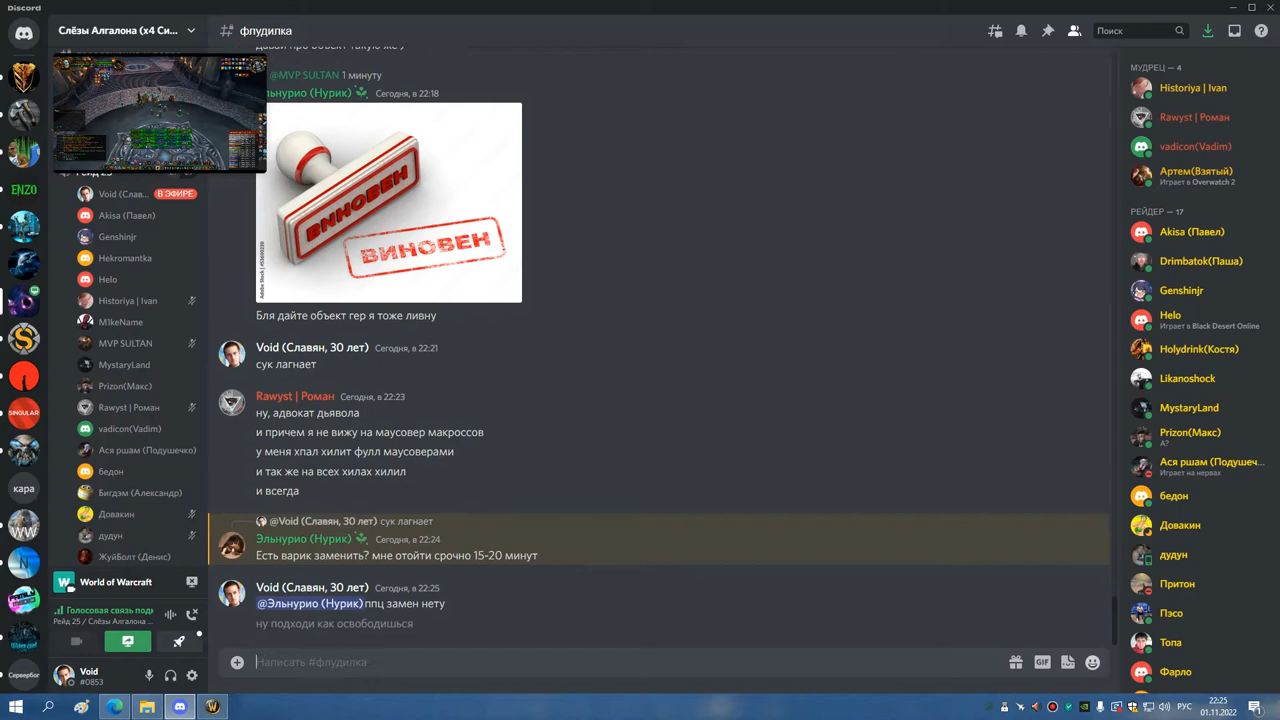 Discord
Слёзы Алгалона (x4 Си...
флудилка
Поиск
@MVP SULTAN 1 минуту
Эльнурио (Нурик) Сегодня, в 22:18
ВИНОВЕН
ВИНОВЕН
Бля дайте объект гер я тоже ливну
Void (Славян, 30 лет) Сегодня, в 22:21
сук лагнает
Rawyst | Роман Сегодня, в 22:23
ну, адвокат дьявола
и причем я не вижу на маусовер макроссов
у меня хпал хилит фулл маусоверами
и так же на всех хилах хилил
и всегда
@Void (Славян, 30 лет) сук лагнает
Эльнурио (Нурик) Сегодня, в 22:24
Есть варик заменить? мне отойти срочно 15-20 минут
Void (Славян, 30 лет) Сегодня, в 22:25
@Эльнурио (Нурик) ппц замен нету
ну подходи как освободишься
Написать #флудилка
GIF
ENZO
SINGULAR
кара
WW
Сервербог
Рейд 25
Void (Слав... В ЭФИРЕ
Akisa (Павел)
Genshinjr
Hekromantka
Helo
Historiya | Ivan
M1keName
MVP SULTAN
MystaryLand
Prizon(Макс)
Rawyst | Роман
vadicon(Vadim)
Ася ршам (Подушечко)
бедон
Бигдэм (Александр)
Довакин
дудун
ЖуйБолт (Денис)
World of Warcraft
Голосовая связь подк
Рейд 25 / Слёзы Алгалона ...
Void
#0853
МУДРЕЦ — 4
Historiya | Ivan
Rawyst | Роман
vadicon(Vadim)
Артем(Взятый)
Играет в Overwatch 2
РЕЙДЕР — 17
Akisa (Павел)
Drimbatok(Паша)
Genshinjr
Helo
Играет в Black Desert Online
Holydrink(Костя)
Likanoshock
MystaryLand
Prizon(Макс)
А?
Ася ршам (Подушеч...
Играет на нервах
бедон
Довакин
дудун
Притон
Пэсо
Топа
Фарло
РУС
22:25
01.11.2022